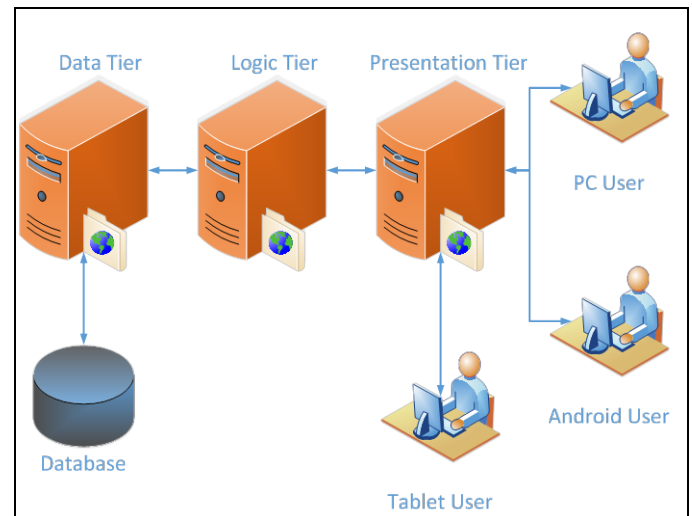 Data Tier
Logic Tier
Presentation Tier
PC User
Android User
Database
Tablet User